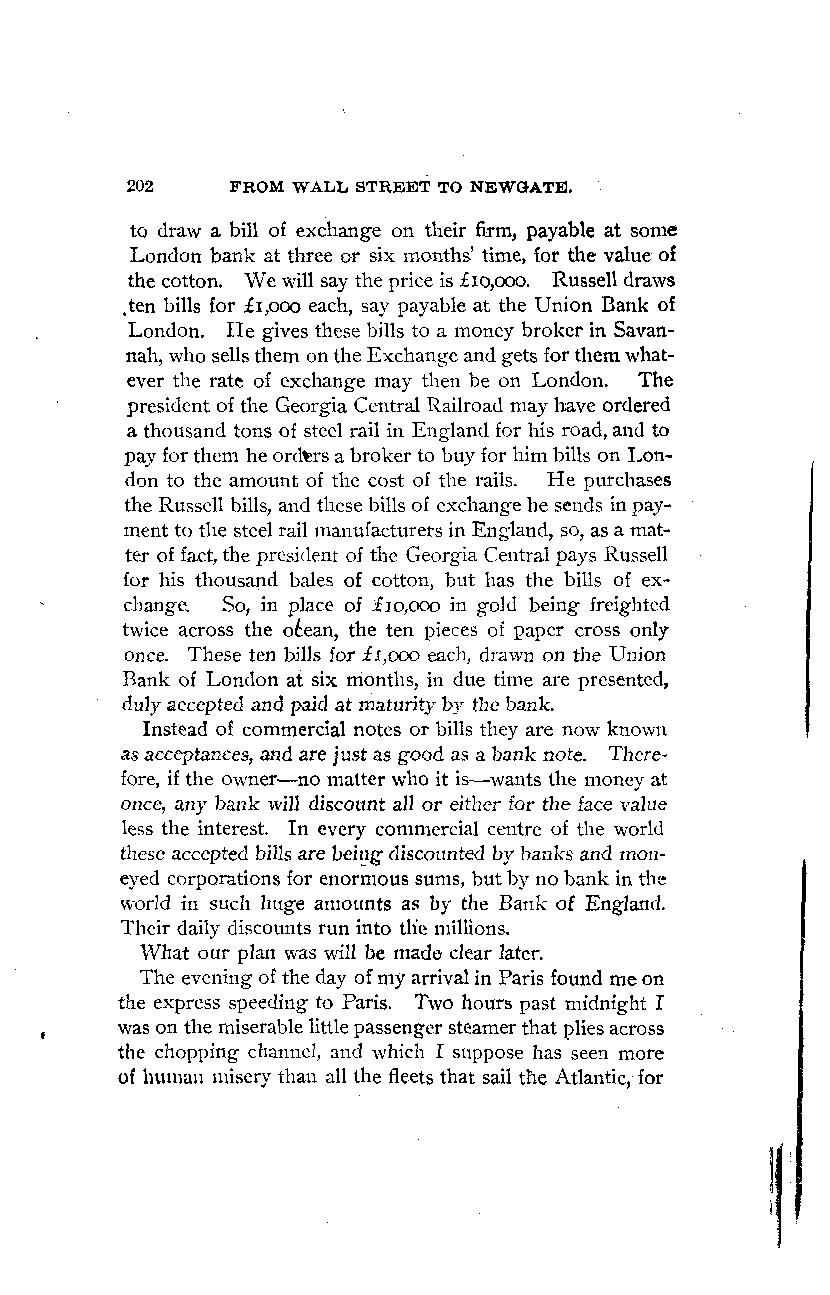 202 FROM WALL STREET TO NEWGATE.
to draw a bill of exchange on their firm, payable at some
London bank at three or six months' time, for the value of
the cotton. We will say the price is £10,000. Russell draws
ten bills for £1,000 each, say payable at the Union Bank of
London. He gives these bills to a money broker in Savan-
nah, who sells them on the Exchange and gets for them what-
ever the rate of exchange may then be on London. The
president of the Georgia Central Railroad may have ordered
a thousand tons of steel rail in England for his road, and to
pay for them he orders a broker to buy for him bills on Lon-
don to the amount of the cost of the rails. He purchases
the Russell bills, and these bills of exchange he sends in pay-
ment to the steel rail manufacturers in England, so, as a mat-
ter of fact, the president of the Georgia Central pays Russell
for his thousand bales of cotton, but has the bills of ex-
change. So, in place of £10,000 in gold being freighted
twice across the ocean, the ten pieces of paper cross only
once. These ten bills for £1,000 each, drawn on the Union
Bank of London at six months, in due time are presented,
duly accepted and paid at maturity by the bank.
Instead of commercial notes or bills they are now known
as acceptances, and are just as good as a bank note. There-
fore, if the owner—no matter who it is—wants the money at
once, any bank will discount all or either for the face value
less the interest. In every commercial centre of the world
these accepted bills are being discounted by banks and mon-
eyed corporations for enormous sums, but by no bank in the
world in such huge amounts as by the Bank of England.
Their daily discounts run into the millions.
What our plan was will be made clear later.
The evening of the day of my arrival in Paris found me on
the express speeding to Paris. Two hours past midnight I
was on the miserable little passenger steamer that plies across
the chopping channel, and which I suppose has seen more
of human misery than all the fleets that sail the Atlantic, for